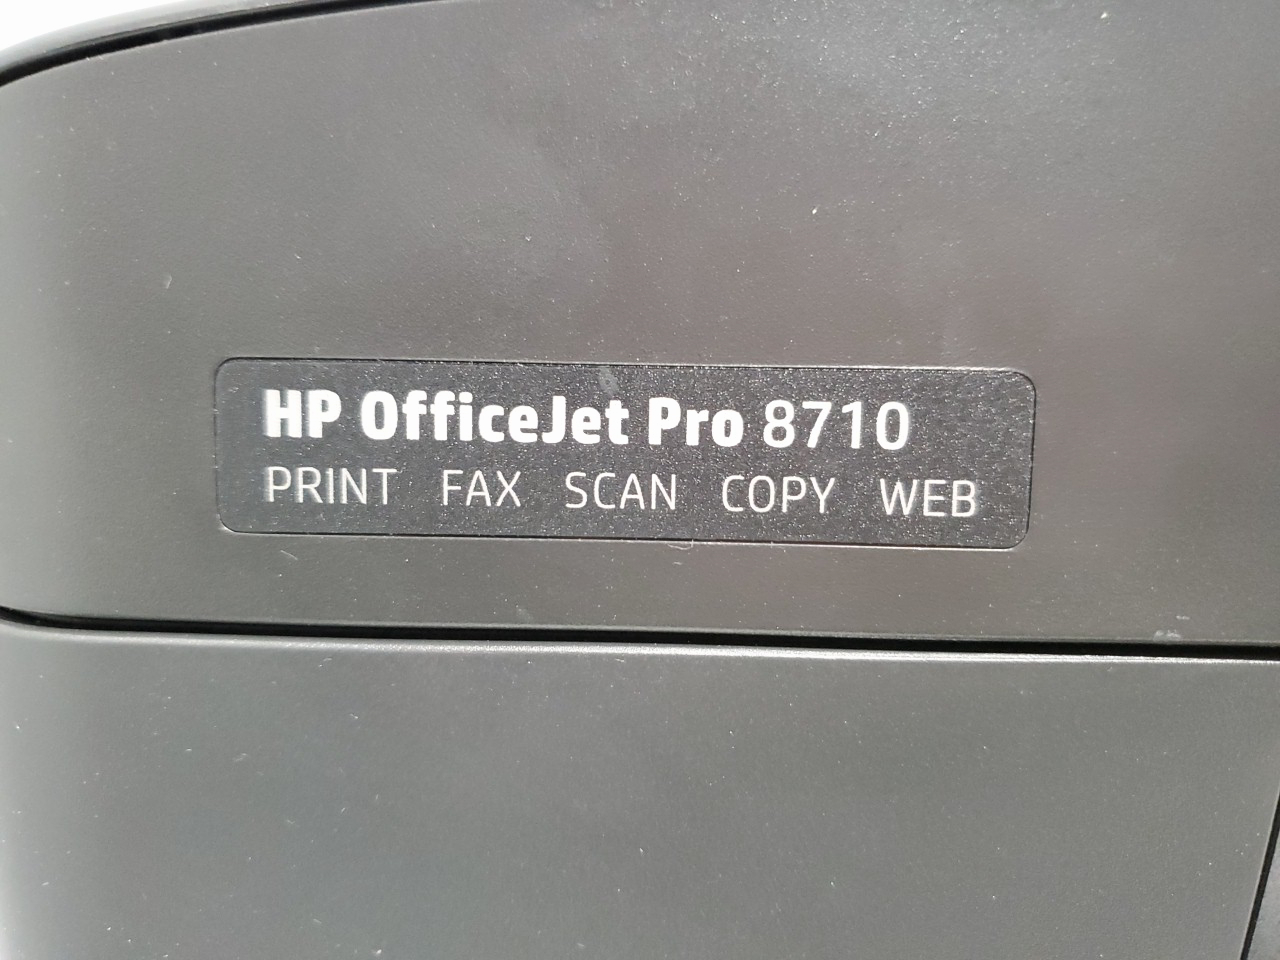 HP OfficeJet Pro 8710
PRINT FAX SCAN COPY WEB